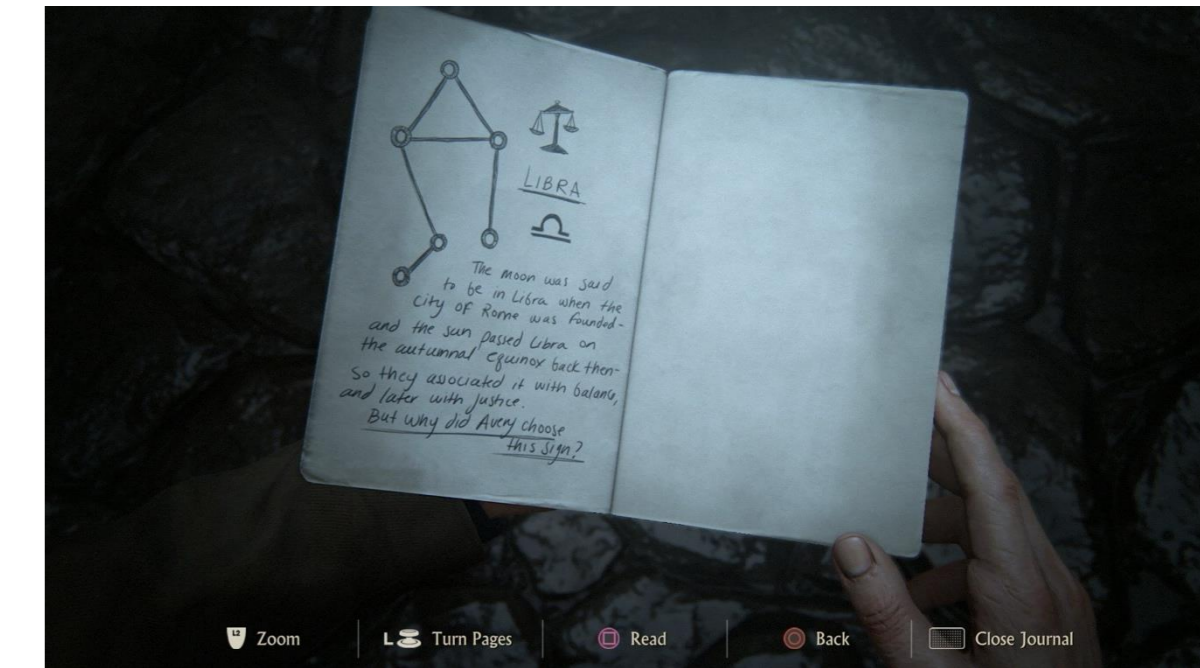 LIBRA
The moon was said
to be in Libra when the
City of Rome was founded-
and the sun passed Libra on
the autumnal equinox back then-
So they associated it with balance,
and later with justice.
But why did Avery choose
this sign?
L2 Zoom
L Turn Pages
Read
Back
Close Journal